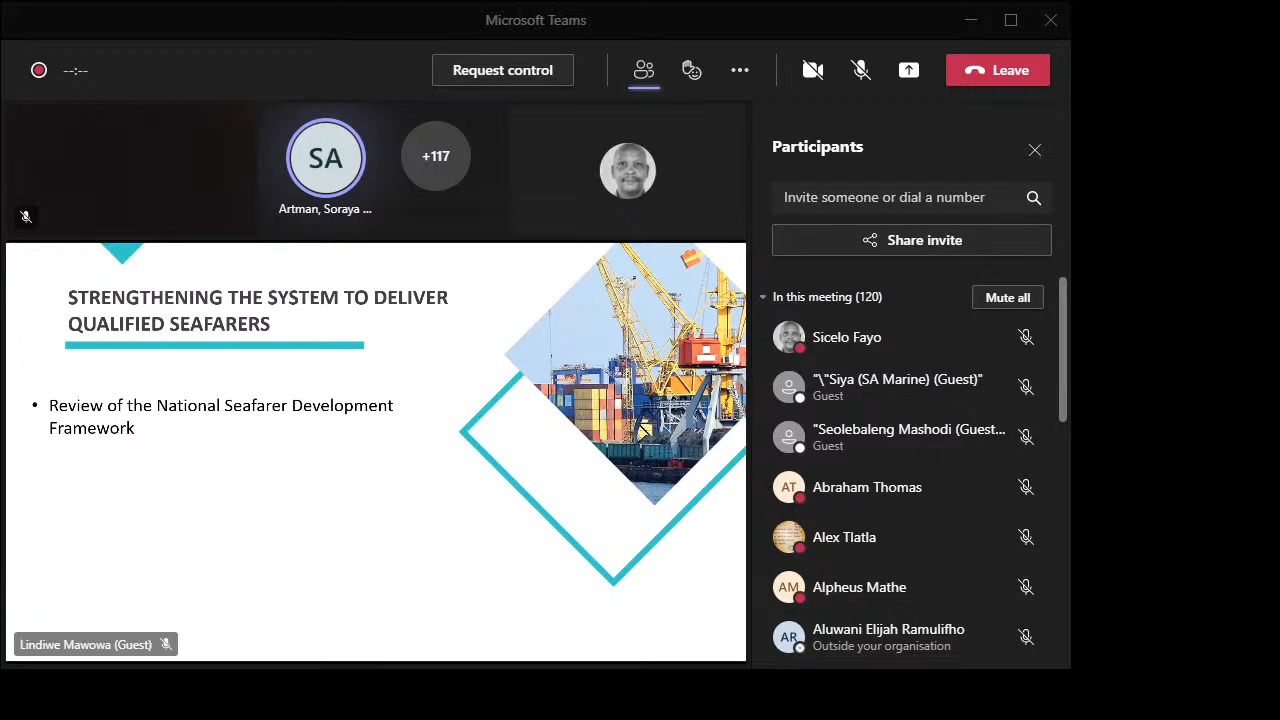 Microsoft Teams
--:--
Request control
Leave
SA
+117
Artman, Soraya ...
STRENGTHENING THE SYSTEM TO DELIVER
QUALIFIED SEAFARERS
• Review of the National Seafarer Development
Framework
Lindiwe Mawowa (Guest)
Participants
Invite someone or dial a number
Share invite
In this meeting (120)
Mute all
Sicelo Fayo
"\"Siya (SA Marine) (Guest)"
Guest
"Seolebaleng Mashodi (Guest...
Guest
AT
Abraham Thomas
Alex Tlatla
AM
Alpheus Mathe
AR
Aluwani Elijah Ramulifho
Outside your organisation